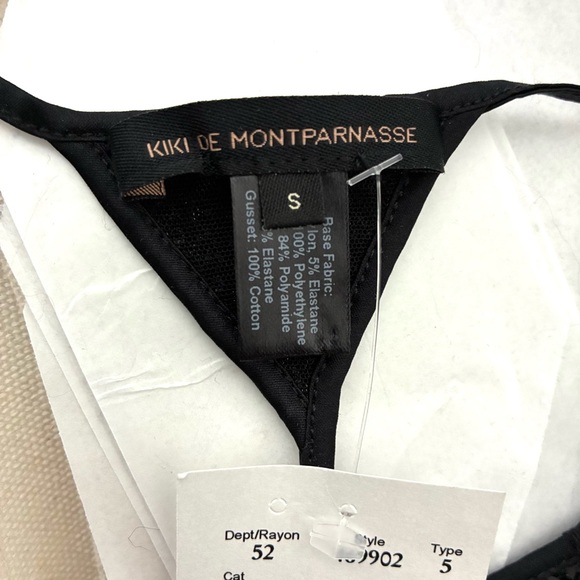 KIKI DE MONTPARNASSE
S
Base Fabric:
5% Elastane
100% Polyethylene
84% Polyamide
% Elastane
Gusset: 100% Cotton
Dept/Rayon Style Type
52 9902 5
Cat